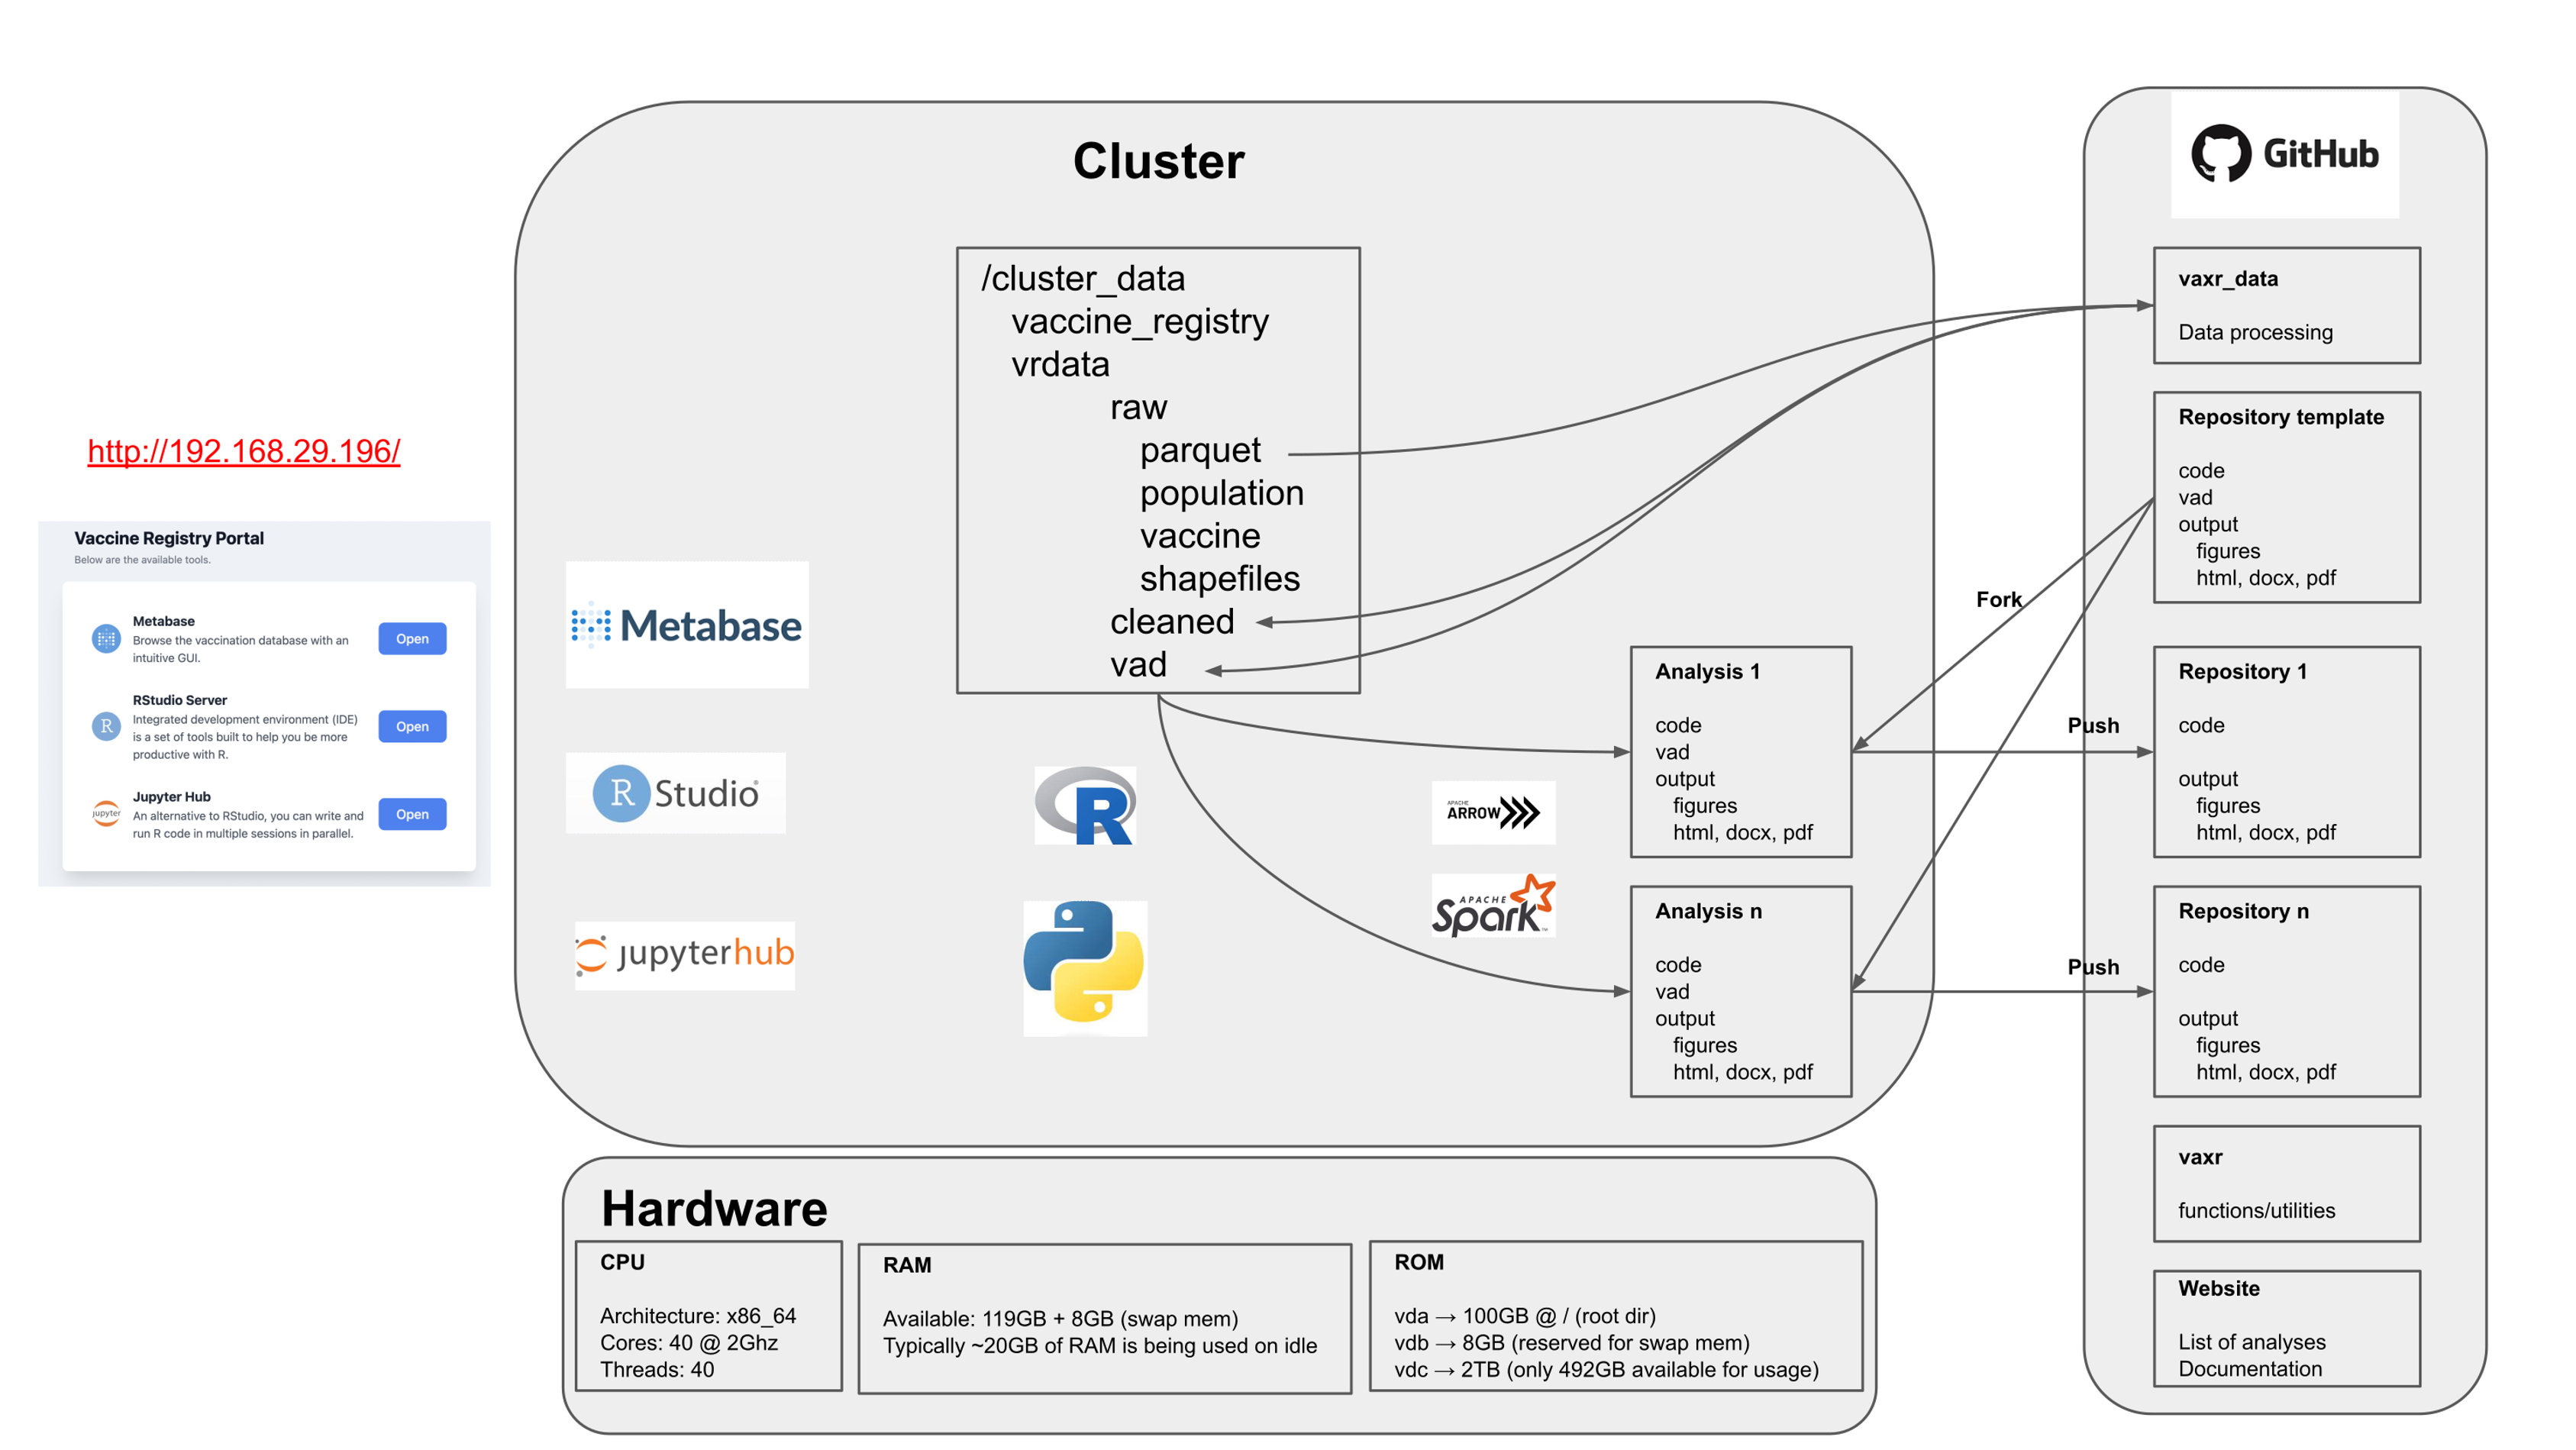 http://192.168.29.196/
Vaccine Registry Portal
Below are the available tools.
Metabase
Browse the vaccination database with an
intuitive GUI.
Open
RStudio Server
Integrated development environment (IDE)
is a set of tools built to help you be more
productive with R.
Open
Jupyter Hub
An alternative to RStudio, you can write and
run R code in multiple sessions in parallel.
Open
R
jupyter
Cluster
/cluster_data
vaccine_registry
vrdata
raw
parquet
population
vaccine
shapefiles
cleaned
vad
Metabase
R Studio
jupyterhub
R
APACHE
ARROW
APACHE
Spark
TM
Analysis 1
code
vad
output
figures
html, docx, pdf
Analysis n
code
vad
output
figures
html, docx, pdf
Fork
Push
Push
GitHub
vaxr_data
Data processing
Repository template
code
vad
output
figures
html, docx, pdf
Repository 1
code
output
figures
html, docx, pdf
Repository n
code
output
figures
html, docx, pdf
vaxr
functions/utilities
Website
List of analyses
Documentation
Hardware
CPU
Architecture: x86_64
Cores: 40 @ 2Ghz
Threads: 40
RAM
Available: 119GB + 8GB (swap mem)
Typically ~20GB of RAM is being used on idle
ROM
vda → 100GB @ / (root dir)
vdb → 8GB (reserved for swap mem)
vdc → 2TB (only 492GB available for usage)